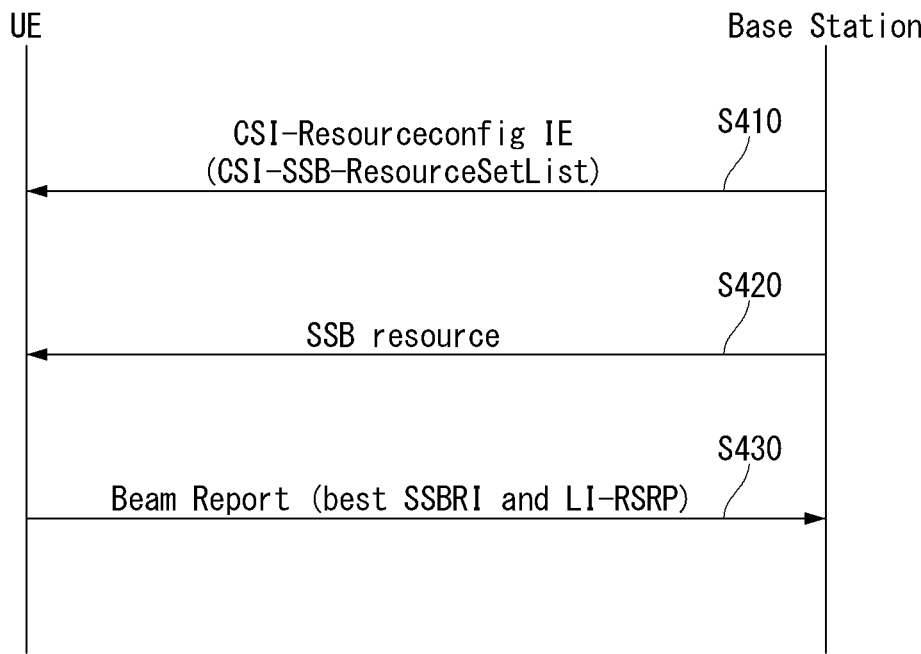 UE
Base Station
S410
CSI-Resourceconfig IE
(CSI-SSB-ResourceSetList)
S420
SSB resource
S430
Beam Report (best SSBRI and LI-RSRP)